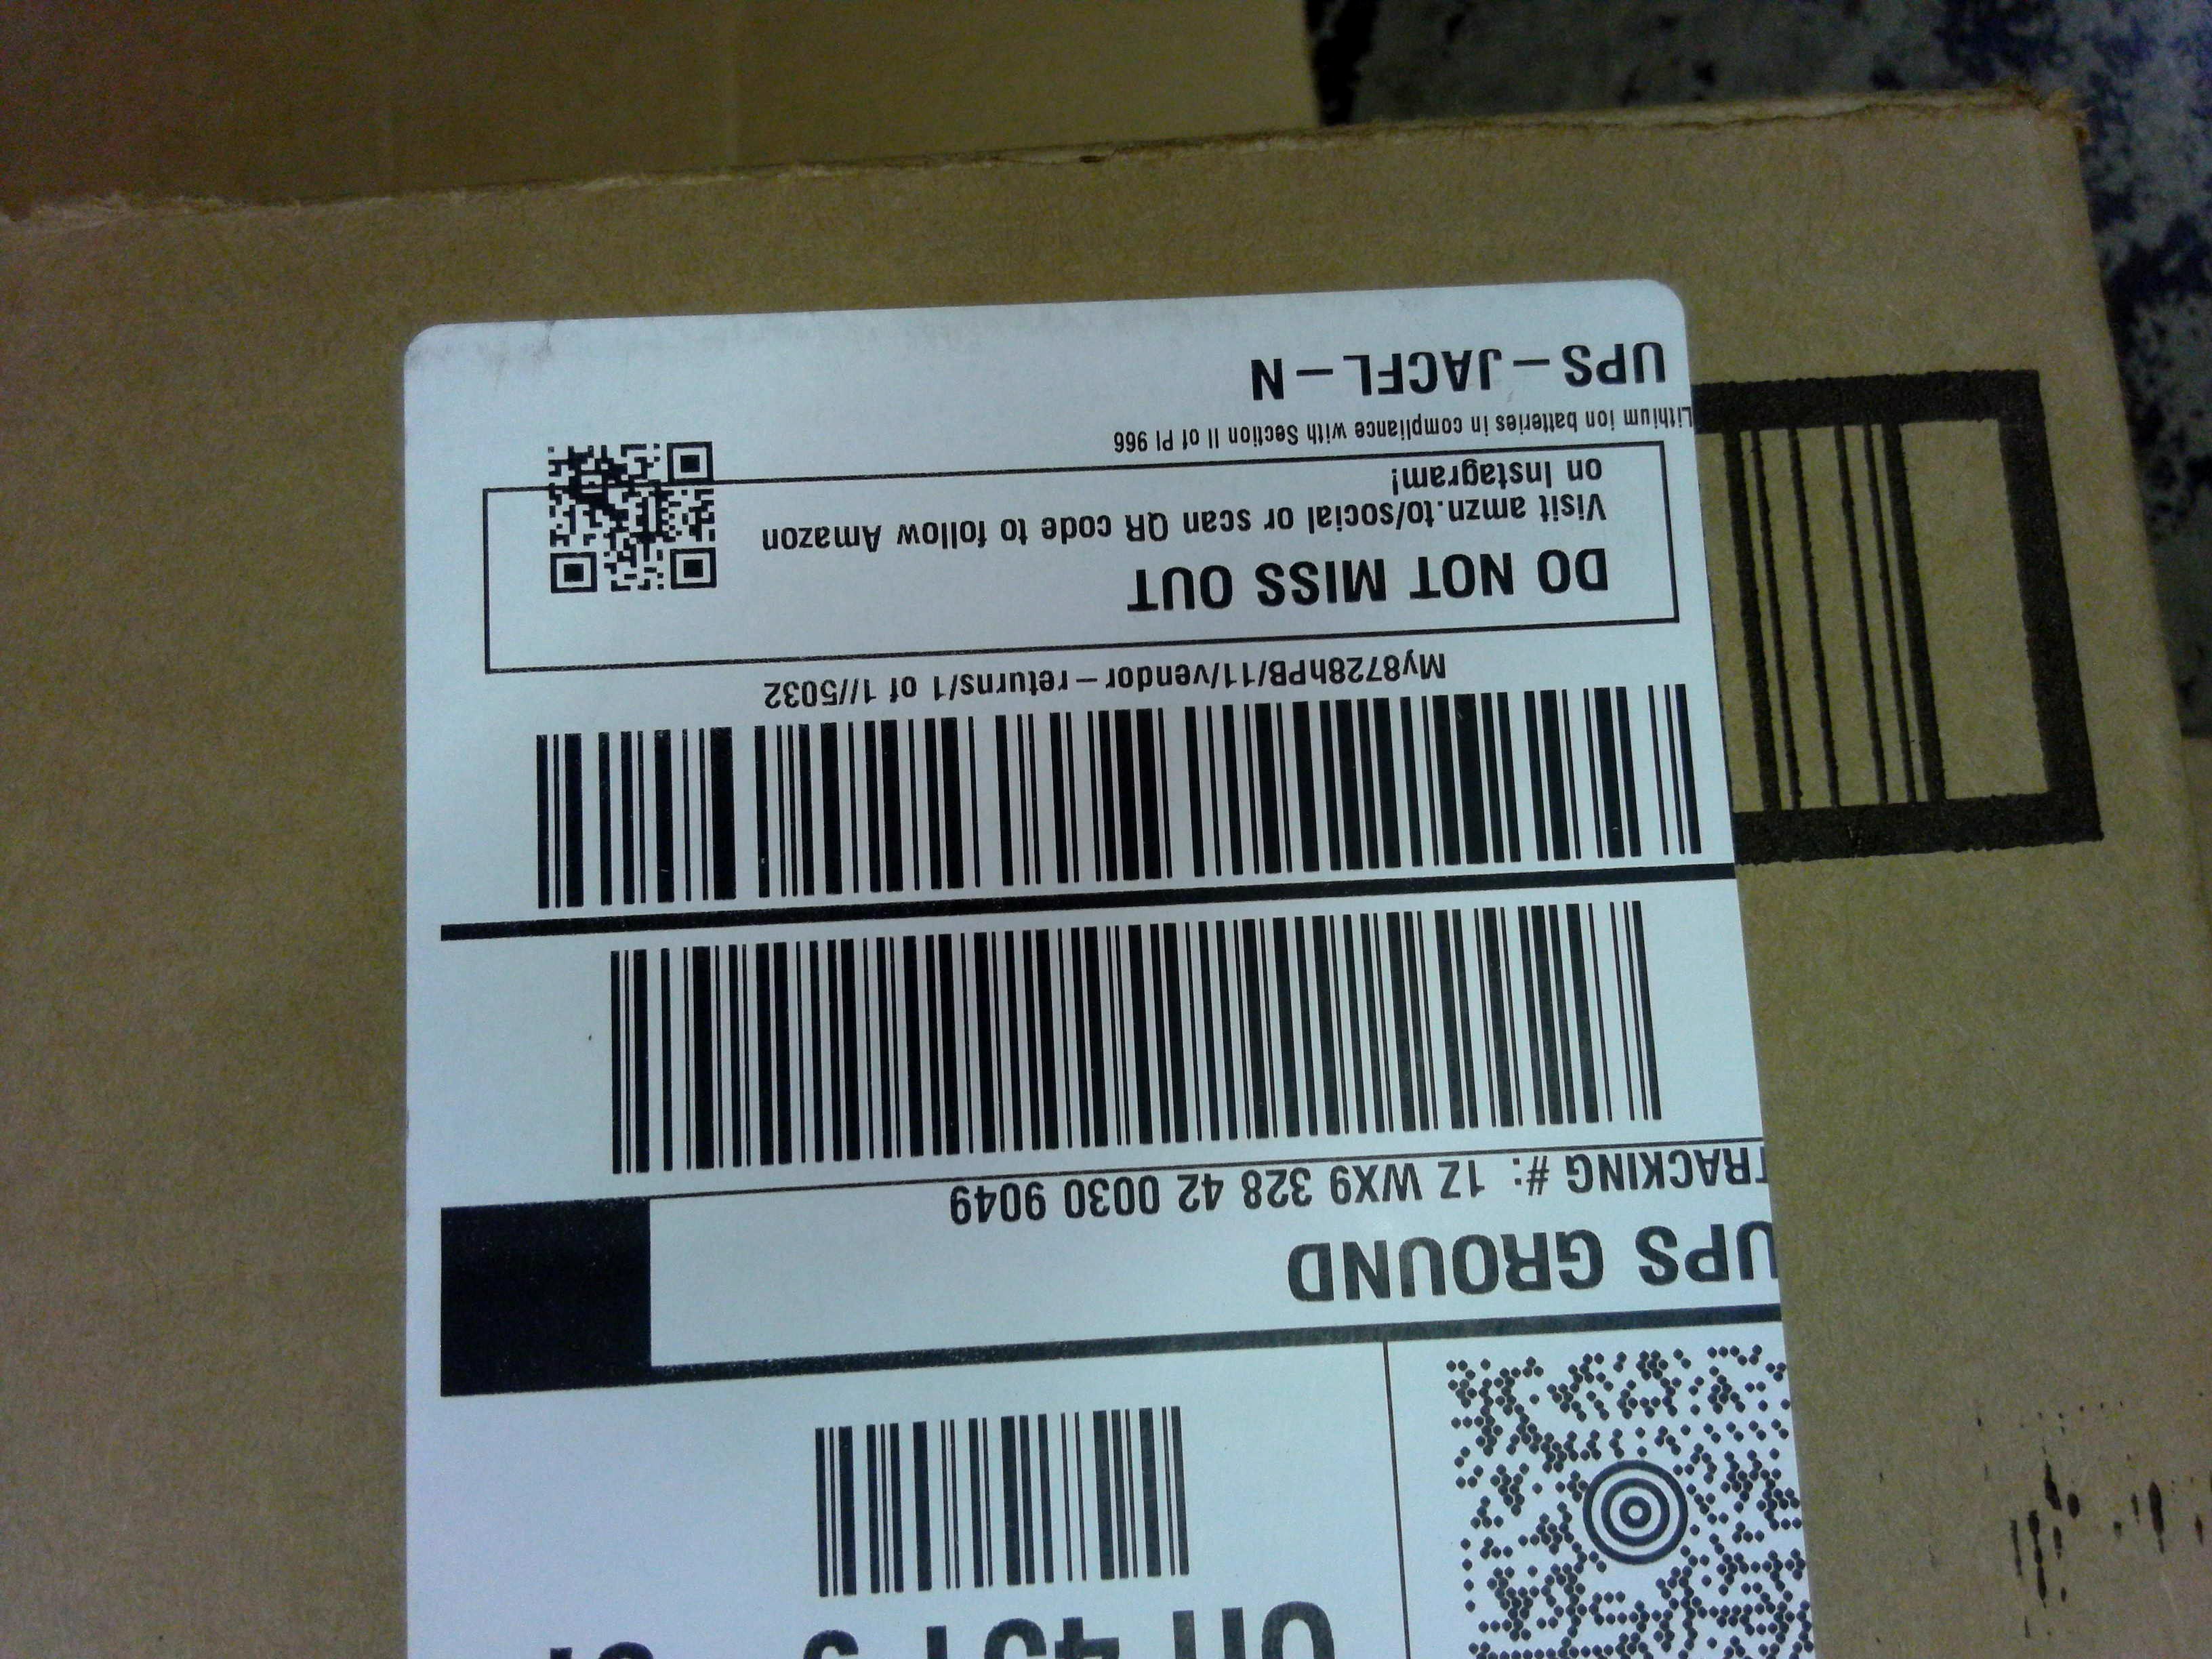 UPS GROUND
TRACKING #: 1Z WX9 328 42 0030 9049
My8728hPB/11/vendor-returns/1 of 1//5032
DO NOT MISS OUT
Visit amzn.to/social or scan QR code to follow Amazon
on Instagram!
Lithium ion batteries in compliance with Section II of PI 966
UPS-JACFL-N